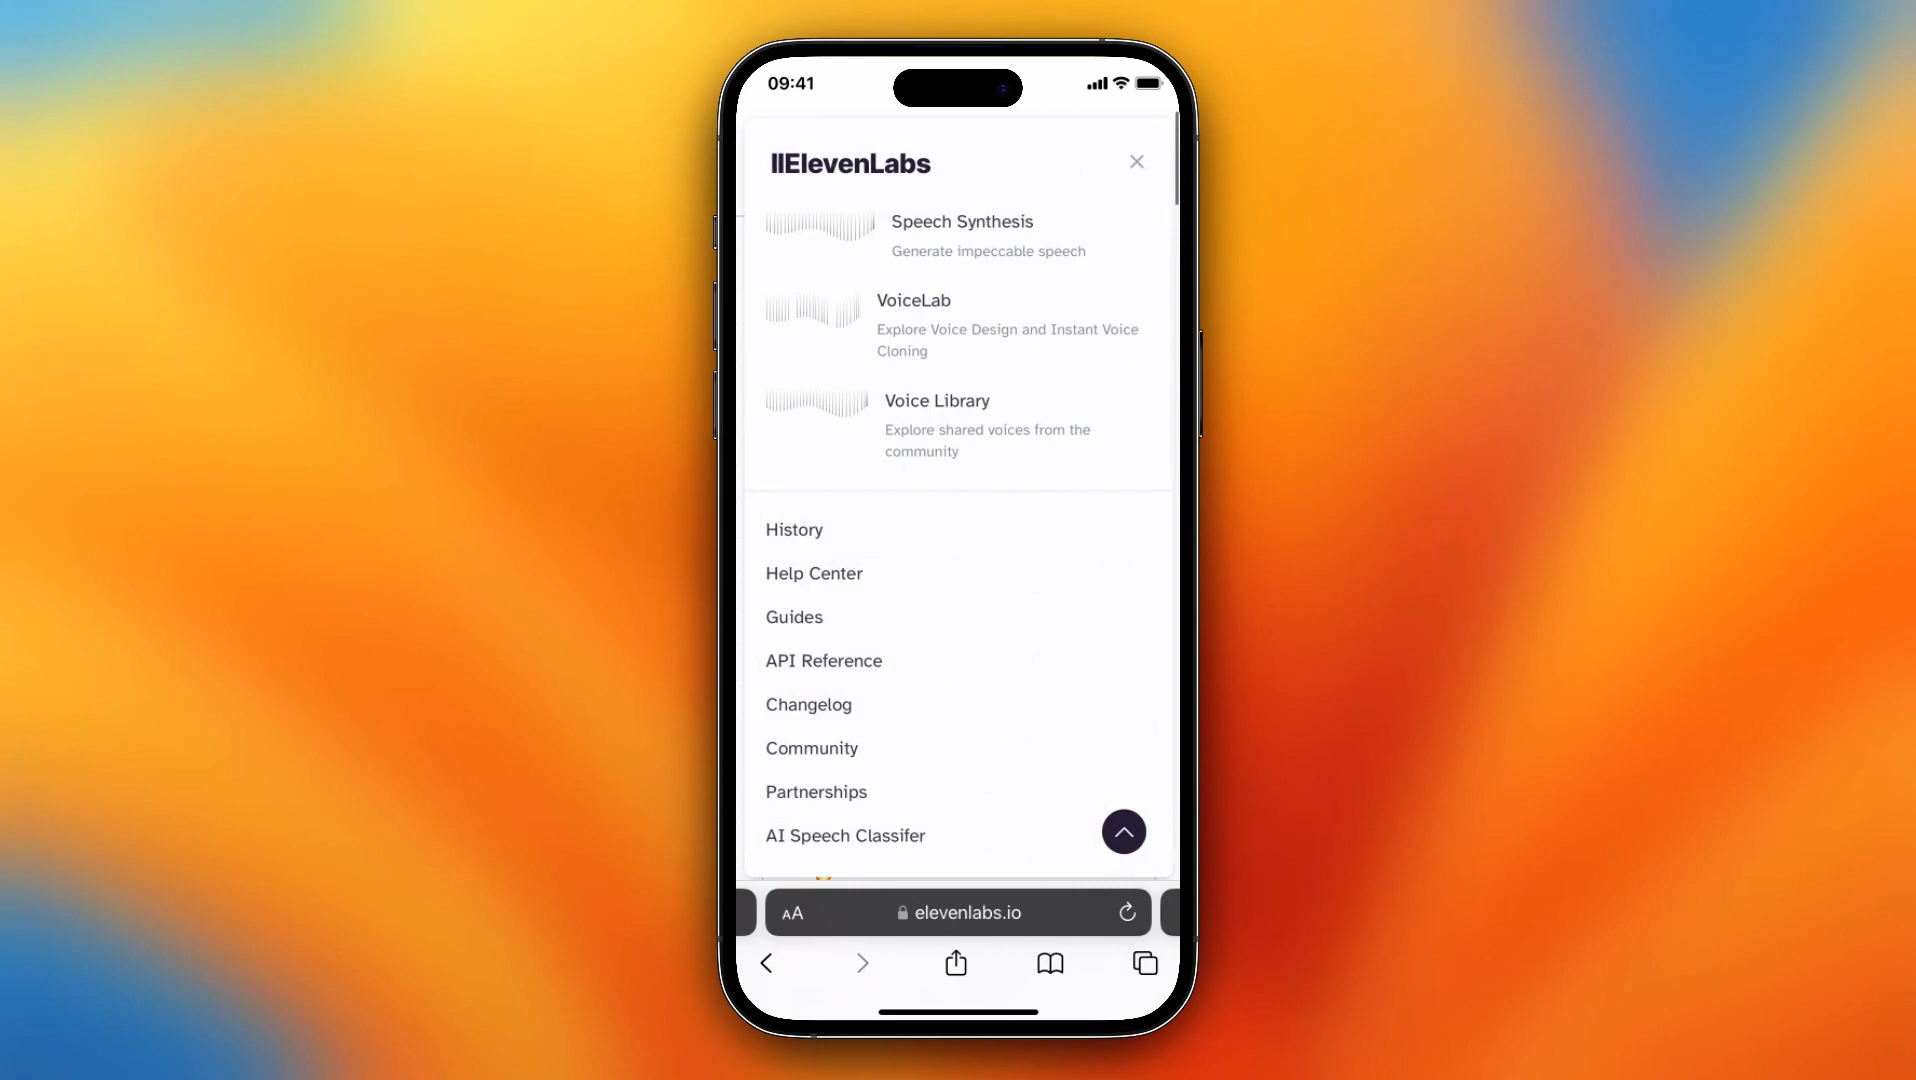 09:41
IIElevenLabs
Speech Synthesis
Generate impeccable speech
VoiceLab
Explore Voice Design and Instant Voice
Cloning
Voice Library
Explore shared voices from the
community
History
Help Center
Guides
API Reference
Changelog
Community
Partnerships
AI Speech Classifer
AA
elevenlabs.io